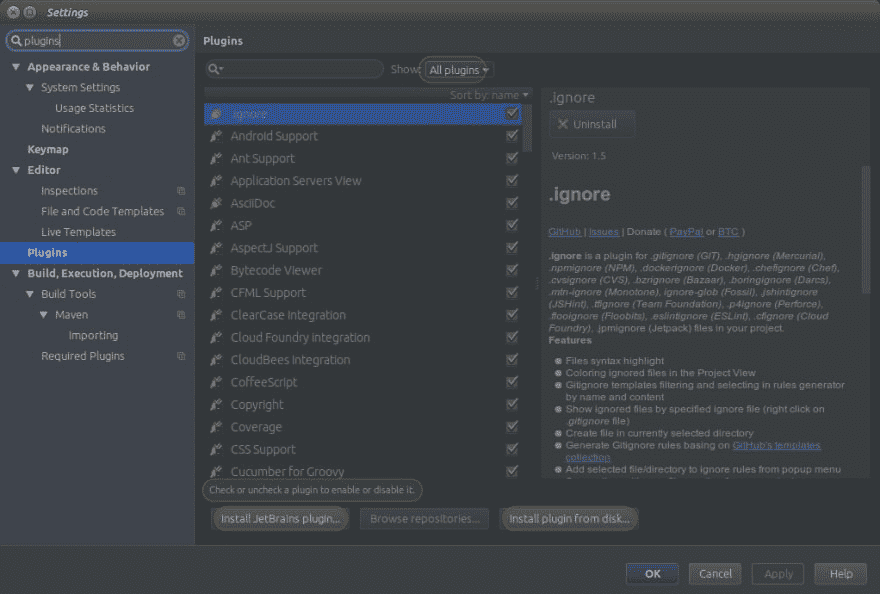 Settings
plugins
Appearance & Behavior
System Settings
Usage Statistics
Notifications
Keymap
Editor
Inspections
File and Code Templates
Live Templates
Plugins
Build, Execution, Deployment
Build Tools
Maven
Importing
Required Plugins
Plugins
Show: All plugins
Sort by: name
.ignore
Android Support
Ant Support
Application Servers View
AsciiDoc
ASP
AspectJ Support
Bytecode Viewer
CFML Support
ClearCase Integration
Cloud Foundry integration
CloudBees integration
CoffeeScript
Copyright
Coverage
CSS Support
Cucumber for Groovy
Check or uncheck a plugin to enable or disable it.
Install JetBrains plugin...
Browse repositories...
Install plugin from disk...
.ignore
Uninstall
Version: 1.5
.ignore
GitHub | Issues | Donate ( PayPal or BTC )
.ignore is a plugin for .gitignore (GIT), .hgignore (Mercurial),
.npmignore (NPM), .dockerignore (Docker), .chefignore (Chef),
.cvsignore (CVS), .bzrignore (Bazaar), .boringignore (Darcs),
.mtn-ignore (Monotone), ignore-glob (Fossil), .jshintignore
(JSHint), .tfignore (Team Foundation), .p4ignore (Perforce),
.flooignore (Floobits), .eslintignore (ESLint), .cfignore (Cloud
Foundry), .jpmignore (Jetpack) files in your project.
Features
Files syntax highlight
Coloring ignored files in the Project View
Gitignore templates filtering and selecting in rules generator
by name and content
Show ignored files by specified ignore file (right click on
.gitignore file)
Create file in currently selected directory
Generate Gitignore rules basing on GitHub's templates
collection
Add selected file/directory to ignore rules from popup menu
OK
Cancel
Apply
Help